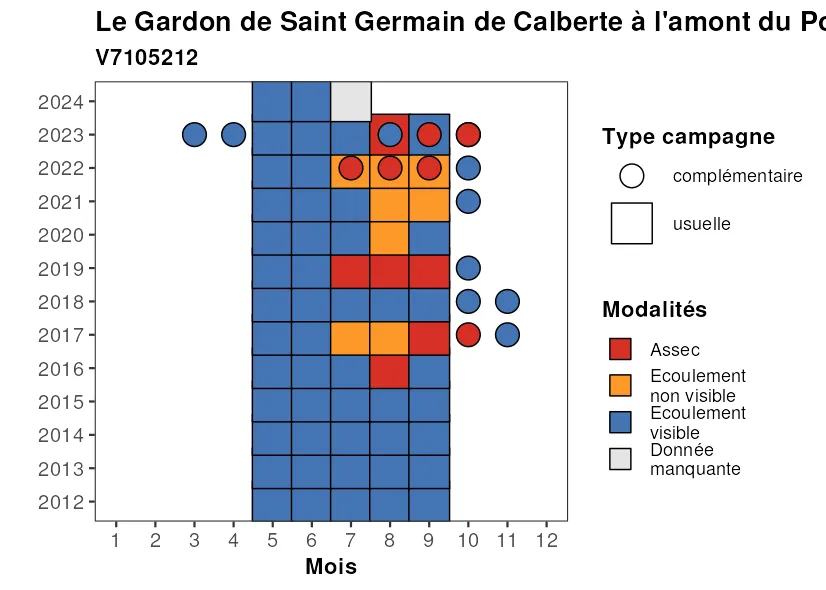 Le Gardon de Saint Germain de Calberte à l'amont du
V7105212
2024
2023
2022
2021
2020
2019
2018
2017
2016
2015
2014
2013
2012
1 2 3 4 5 6 7 8 9 10 11 12
Mois
Type campagne
complémentaire
usuelle
Modalités
Assec
Ecoulement
non visible
Ecoulement
visible
Donnée
manquante